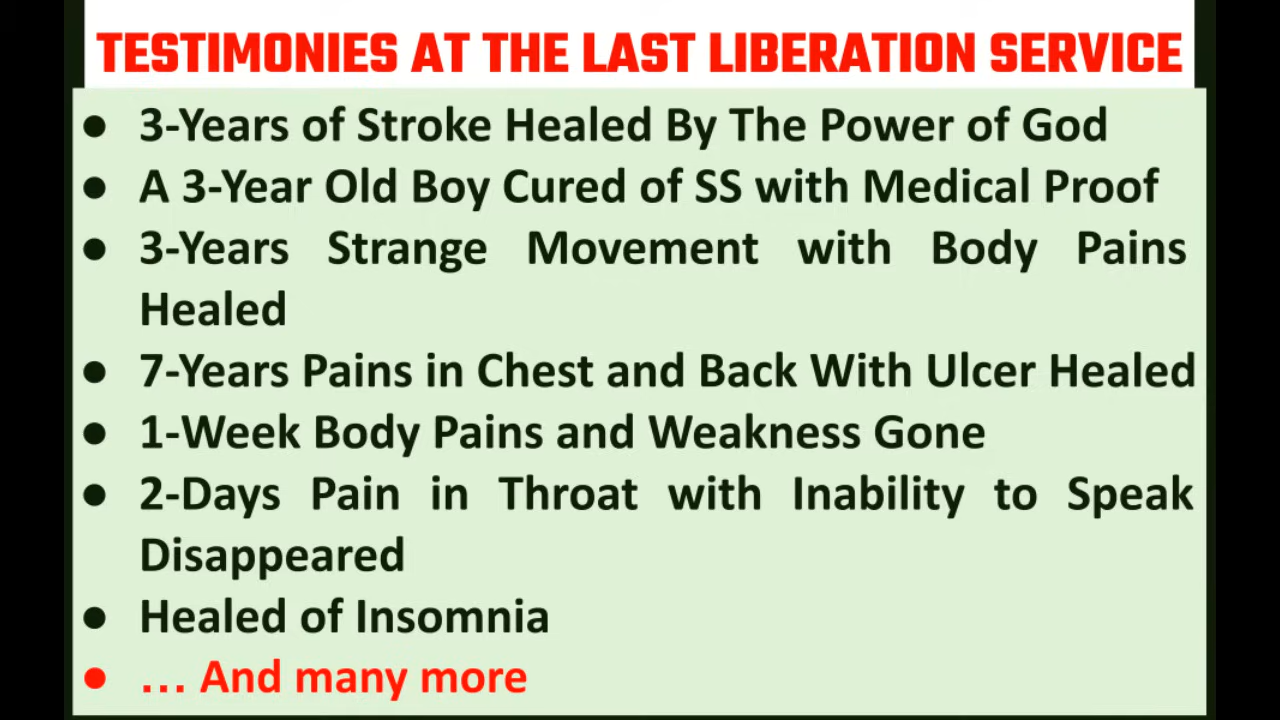 TESTIMONIES AT THE LAST LIBERATION SERVICE
● 3-Years of Stroke Healed By The Power of God
● A 3-Year Old Boy Cured of SS with Medical Proof
● 3-Years Strange Movement with Body Pains
Healed
● 7-Years Pains in Chest and Back With Ulcer Healed
● 1-Week Body Pains and Weakness Gone
● 2-Days Pain in Throat with Inability to Speak
Disappeared
● Healed of Insomnia
● … And many more